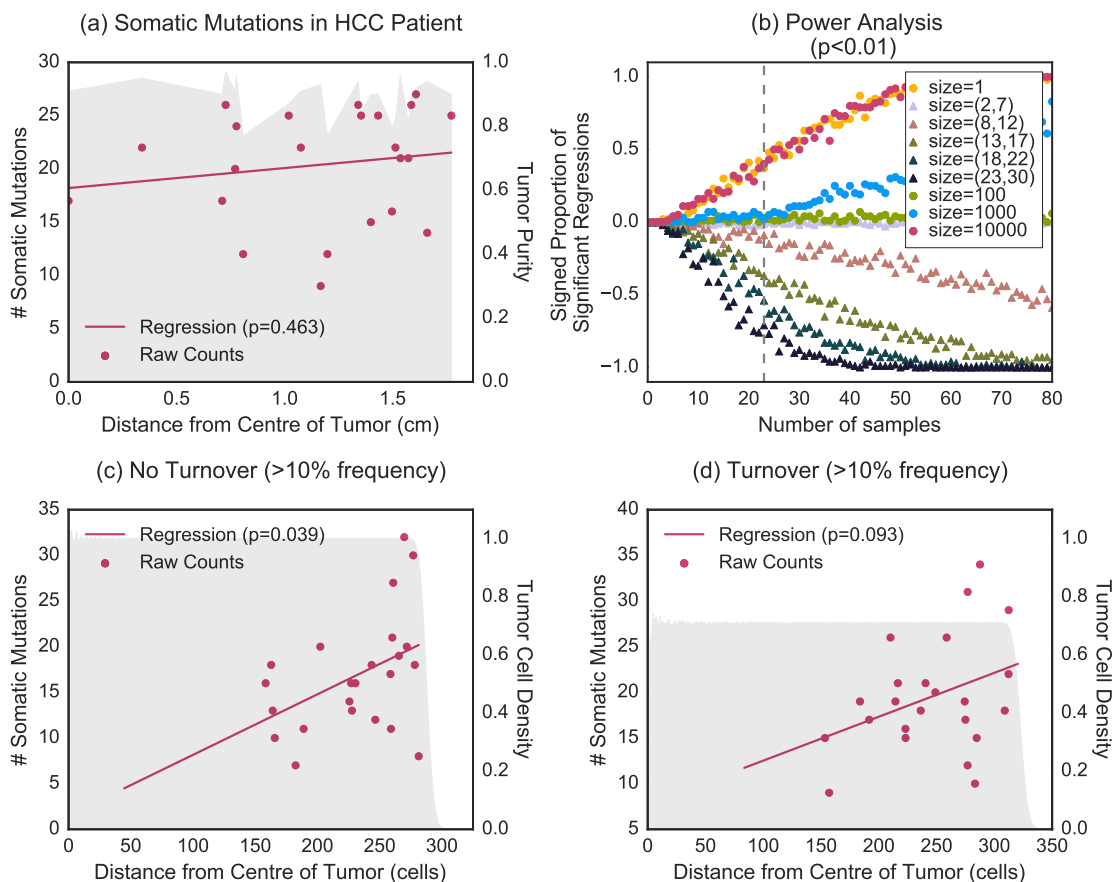 (a) Somatic Mutations in HCC Patient
30
25
20
15
10
5
0
# Somatic Mutations
1.0
0.8
0.6
0.4
0.2
0.0
Tumor Purity
Regression (p=0.463)
Raw Counts
0.0
0.5
1.0
1.5
Distance from Centre of Tumor (cm)
(b) Power Analysis
(p<0.01)
1.0
0.5
0.0
−0.5
−1.0
Signed Proportion of
Significant Regressions
size=1
size=(2,7)
size=(8,12)
size=(13,17)
size=(18,22)
size=(23,30)
size=100
size=1000
size=10000
0
10
20
30
40
50
60
70
80
Number of samples
(c) No Turnover (>10% frequency)
35
30
25
20
15
10
5
0
# Somatic Mutations
Regression (p=0.039)
Raw Counts
1.0
0.8
0.6
0.4
0.2
0.0
Tumor Cell Density
0
50
100
150
200
250
300
Distance from Centre of Tumor (cells)
(d) Turnover (>10% frequency)
40
35
30
25
20
15
10
5
# Somatic Mutations
Regression (p=0.093)
Raw Counts
1.0
0.8
0.6
0.4
0.2
0.0
Tumor Cell Density
0
50
100
150
200
250
300
350
Distance from Centre of Tumor (cells)